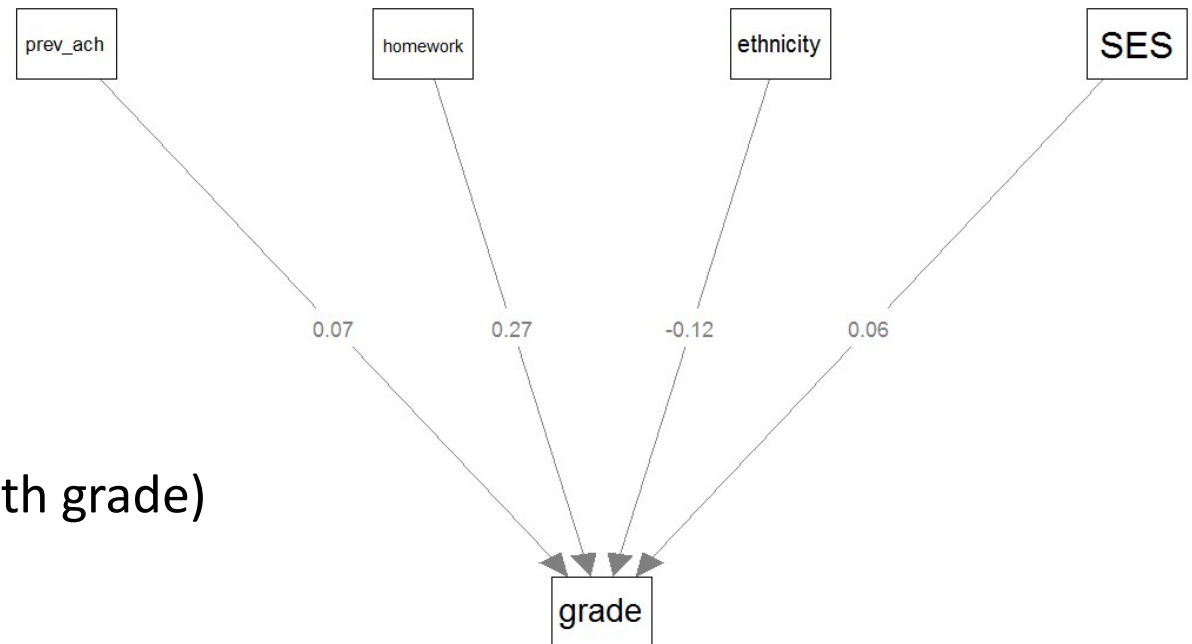 prev_ach
homework
ethnicity
SES
0.07
0.27
-0.12
0.06
th grade)
grade